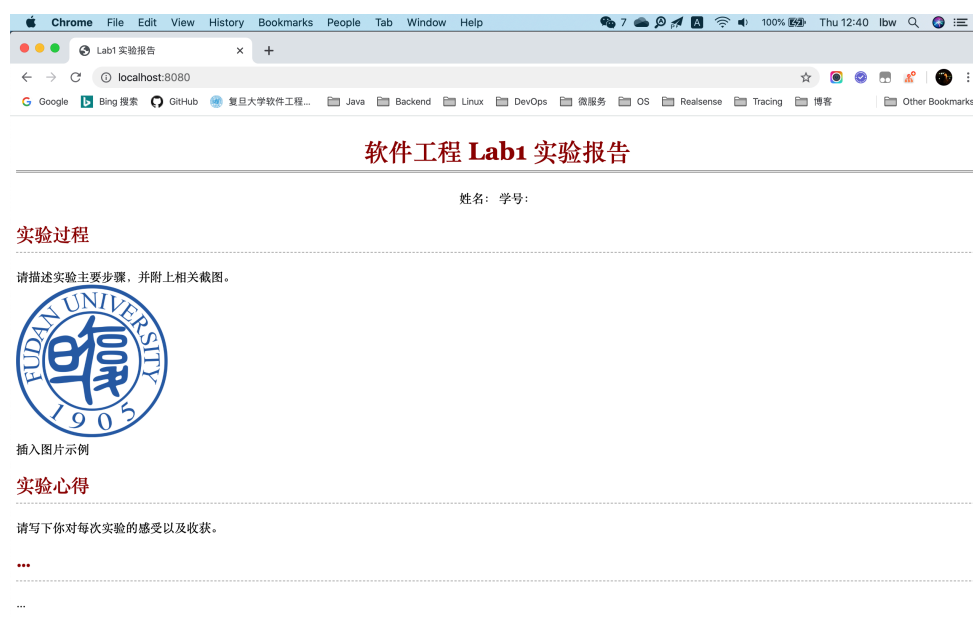 Chrome File Edit View History Bookmarks People Tab Window Help 7 A 100% Thu 12:40 lbw
Lab1 实验报告
localhost:8080
Google Bing 搜索 GitHub 复旦大学软件工程... Java Backend Linux DevOps 微服务 OS Realsense Tracing 博客 Other Bookmarks
软件工程 Lab1 实验报告
姓名: 学号:
实验过程
请描述实验主要步骤，并附上相关截图。
FUDAN UNIVERSITY
1905
插入图片示例
实验心得
请写下你对每次实验的感受以及收获。
...
...